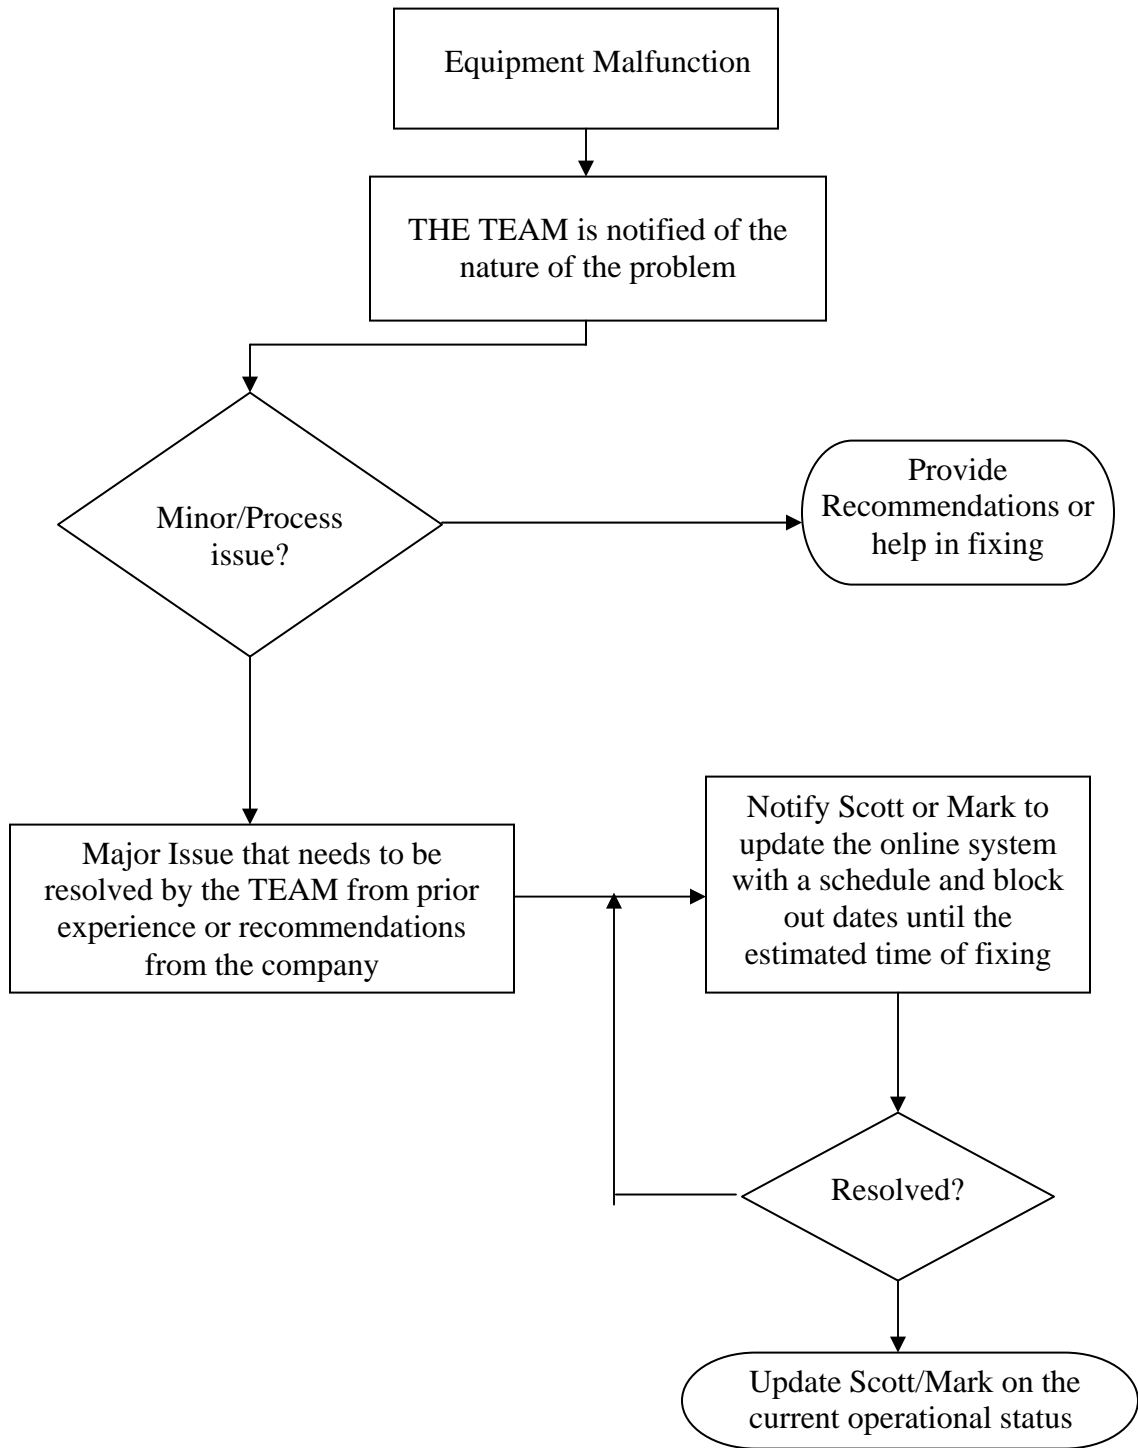 Equipment Malfunction
THE TEAM is notified of the
nature of the problem
Minor/Process
issue?
Provide
Recommendations or
help in fixing
Major Issue that needs to be
resolved by the TEAM from prior
experience or recommendations
from the company
Notify Scott or Mark to
update the online system
with a schedule and block
out dates until the
estimated time of fixing
Resolved?
Update Scott/Mark on the
current operational status